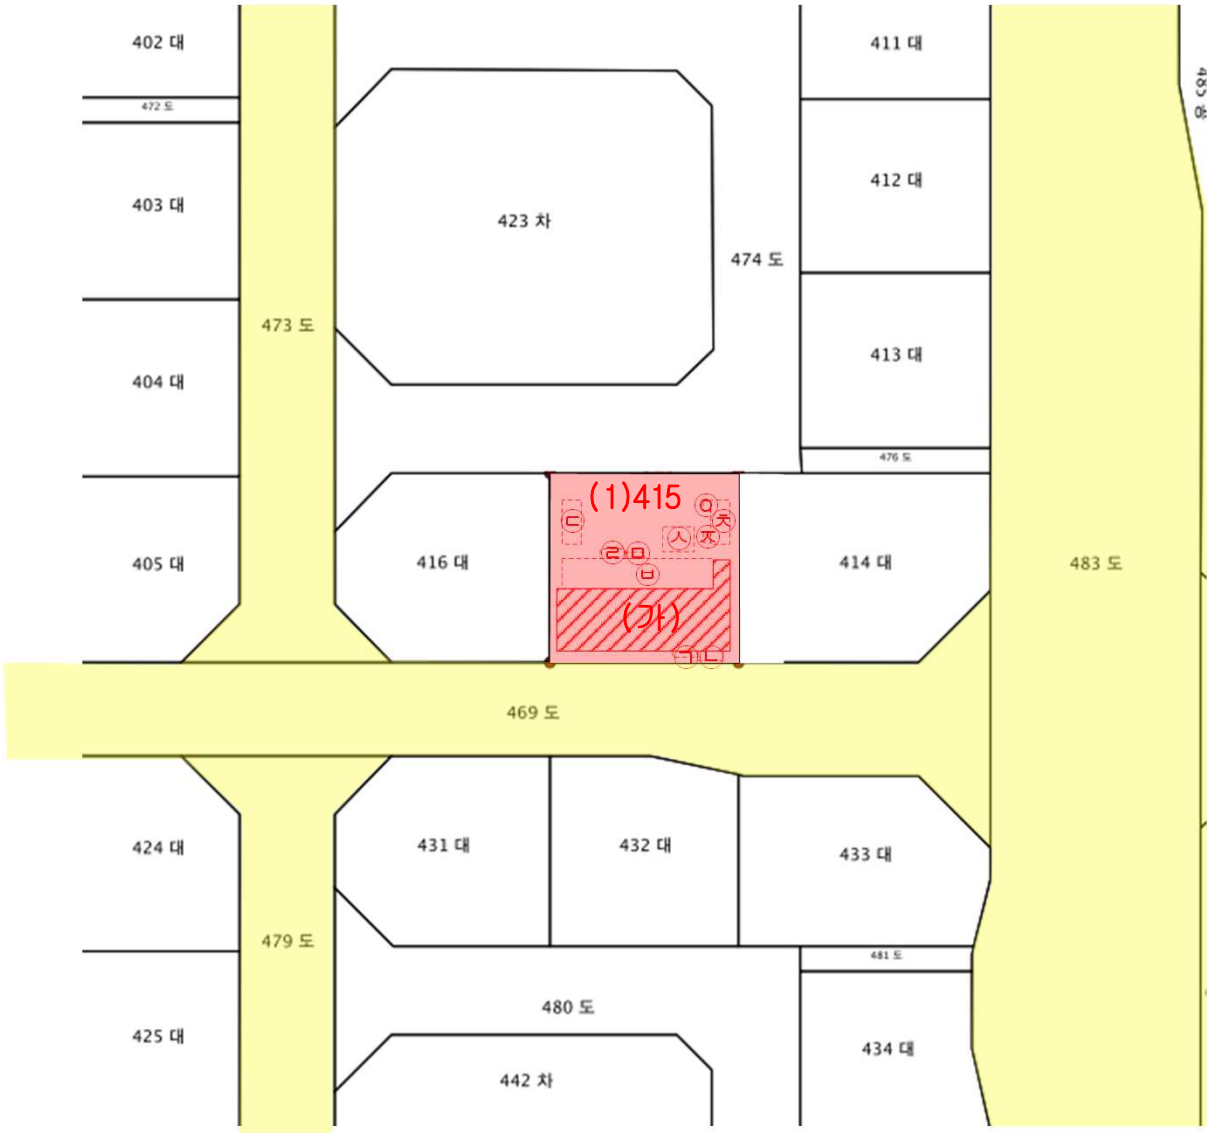 402 대
411 대
485 공
472 도
412 대
403 대
423 차
474 도
473 도
413 대
404 대
476 도
(1)415
ㅇ
ㄷ
ㅊ
ㅅ
ㅈ
ㄹ
ㅁ
405 대
416 대
414 대
483 도
ㅂ
(가)
ㄱ
ㄴ
469 도
424 대
431 대
432 대
433 대
479 도
481 도
480 도
425 대
434 대
442 차